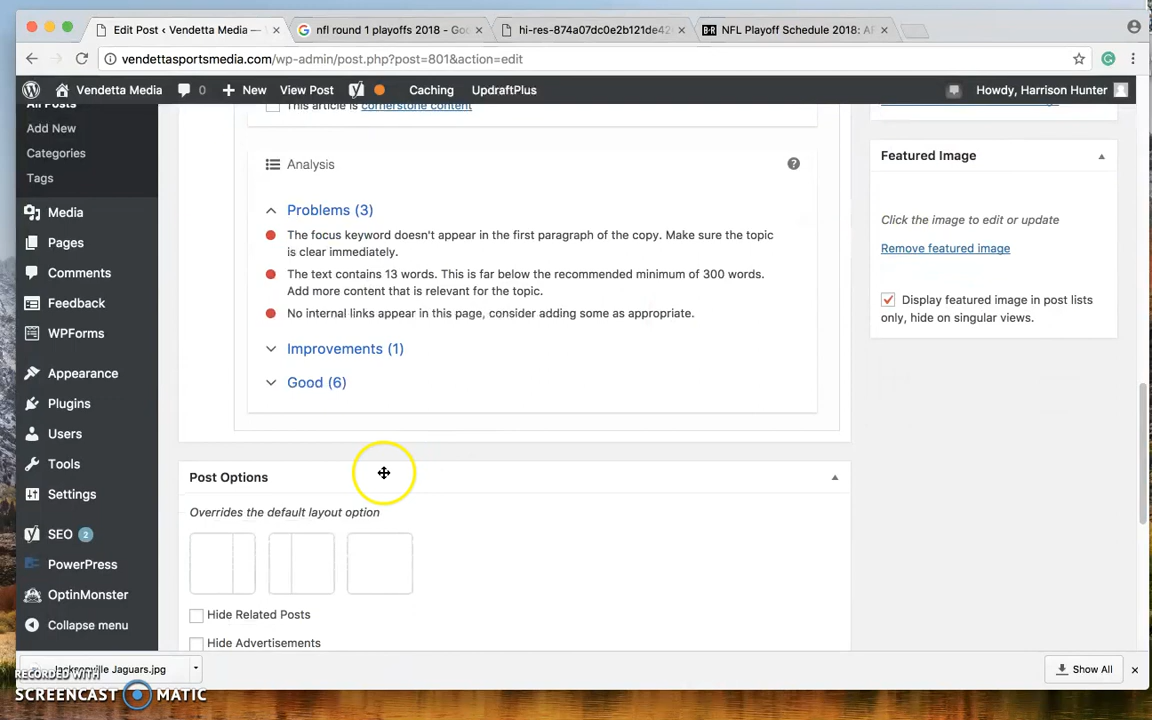 Edit Post ‹ Vendetta Media —
nfl round 1 playoffs 2018 - Goo
hi-res-874a07dc0e2b121de42
B·R NFL Playoff Schedule 2018: AF
vendettasportsmedia.com/wp-admin/post.php?post=801&action=edit
Vendetta Media 0 New View Post Caching UpdraftPlus Howdy, Harrison Hunter
All Posts
Add New
Categories
Tags
Media
Pages
Comments
Feedback
WPForms
Appearance
Plugins
Users
Tools
Settings
SEO 2
PowerPress
OptinMonster
Collapse menu
This article is cornerstone content
Analysis ?
Problems (3)
The focus keyword doesn't appear in the first paragraph of the copy. Make sure the topic
is clear immediately.
The text contains 13 words. This is far below the recommended minimum of 300 words.
Add more content that is relevant for the topic.
No internal links appear in this page, consider adding some as appropriate.
Improvements (1)
Good (6)
Post Options
Overrides the default layout option
Hide Related Posts
Hide Advertisements
Featured Image
Click the image to edit or update
Remove featured image
Display featured image in post lists
only, hide on singular views.
Jacksonville Jaguars.jpg
Show All
RECORDED WITH
SCREENCAST MATIC